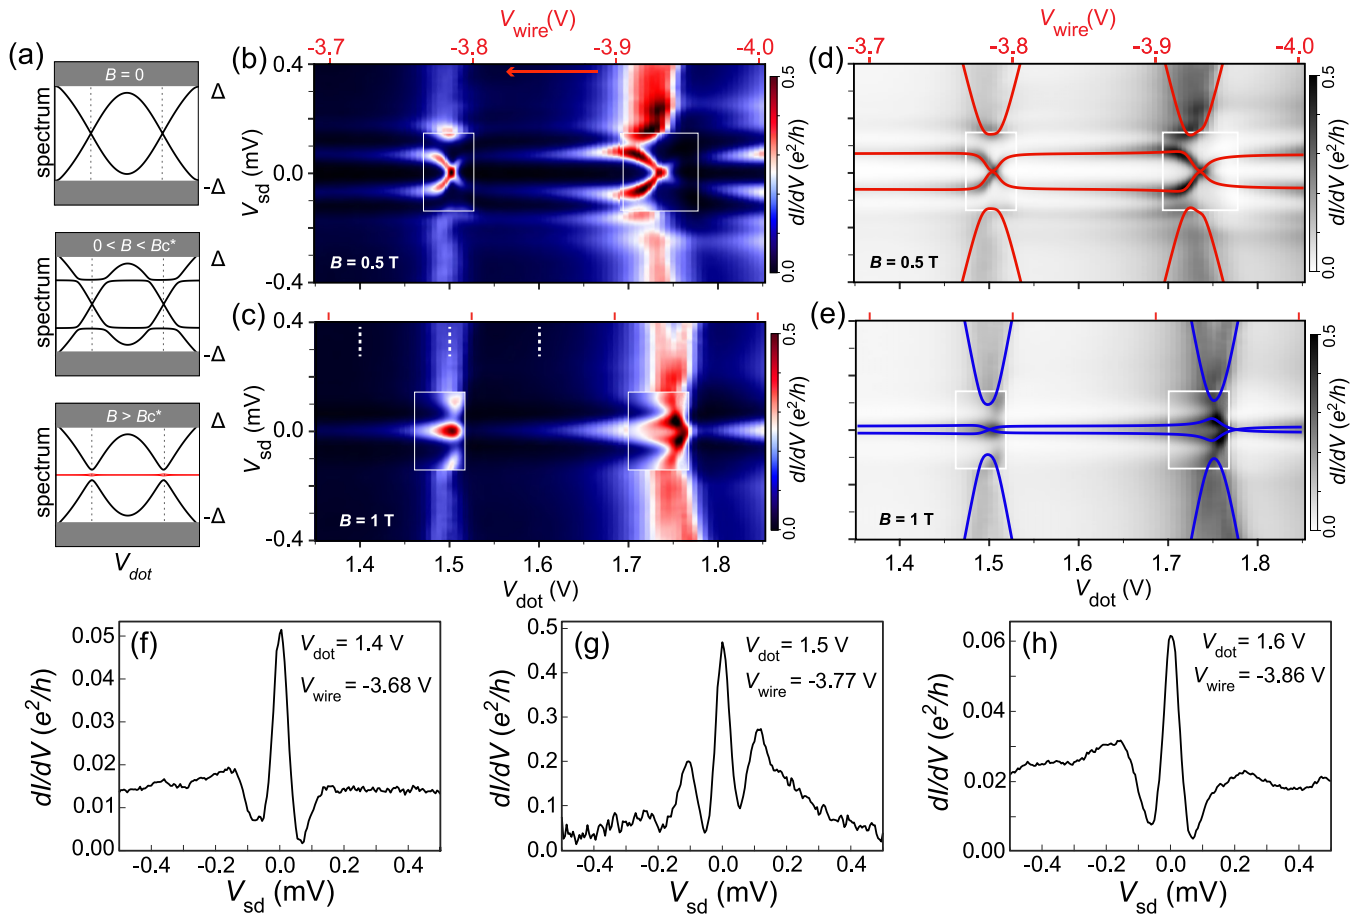 (a)
B = 0
spectrum
Δ
-Δ
0 < B < Bc*
spectrum
Δ
-Δ
B > Bc*
spectrum
Δ
-Δ
Vdot
(b)
Vwire(V)
-3.7 -3.8 -3.9 -4.0
0.4
0.0
-0.4
Vsd (mV)
B = 0.5 T
0.5
0.0
dI/dV (e²/h)
(c)
0.4
0.0
-0.4
Vsd (mV)
B = 1 T
0.5
0.0
dI/dV (e²/h)
1.4 1.5 1.6 1.7 1.8
Vdot (V)
(d)
Vwire(V)
-3.7 -3.8 -3.9 -4.0
B = 0.5 T
0.5
0.0
dI/dV (e²/h)
(e)
B = 1 T
0.5
0.0
dI/dV (e²/h)
1.4 1.5 1.6 1.7 1.8
Vdot (V)
(f)
Vdot = 1.4 V
Vwire = -3.68 V
0.05
0.04
0.03
0.02
0.01
0.00
dI/dV (e²/h)
-0.4 -0.2 0.0 0.2 0.4
Vsd (mV)
(g)
Vdot = 1.5 V
Vwire = -3.77 V
0.5
0.4
0.3
0.2
0.1
0.0
dI/dV (e²/h)
-0.4 -0.2 0.0 0.2 0.4
Vsd (mV)
(h)
Vdot = 1.6 V
Vwire = -3.86 V
0.06
0.04
0.02
0.00
dI/dV (e²/h)
-0.4 -0.2 0.0 0.2 0.4
Vsd (mV)